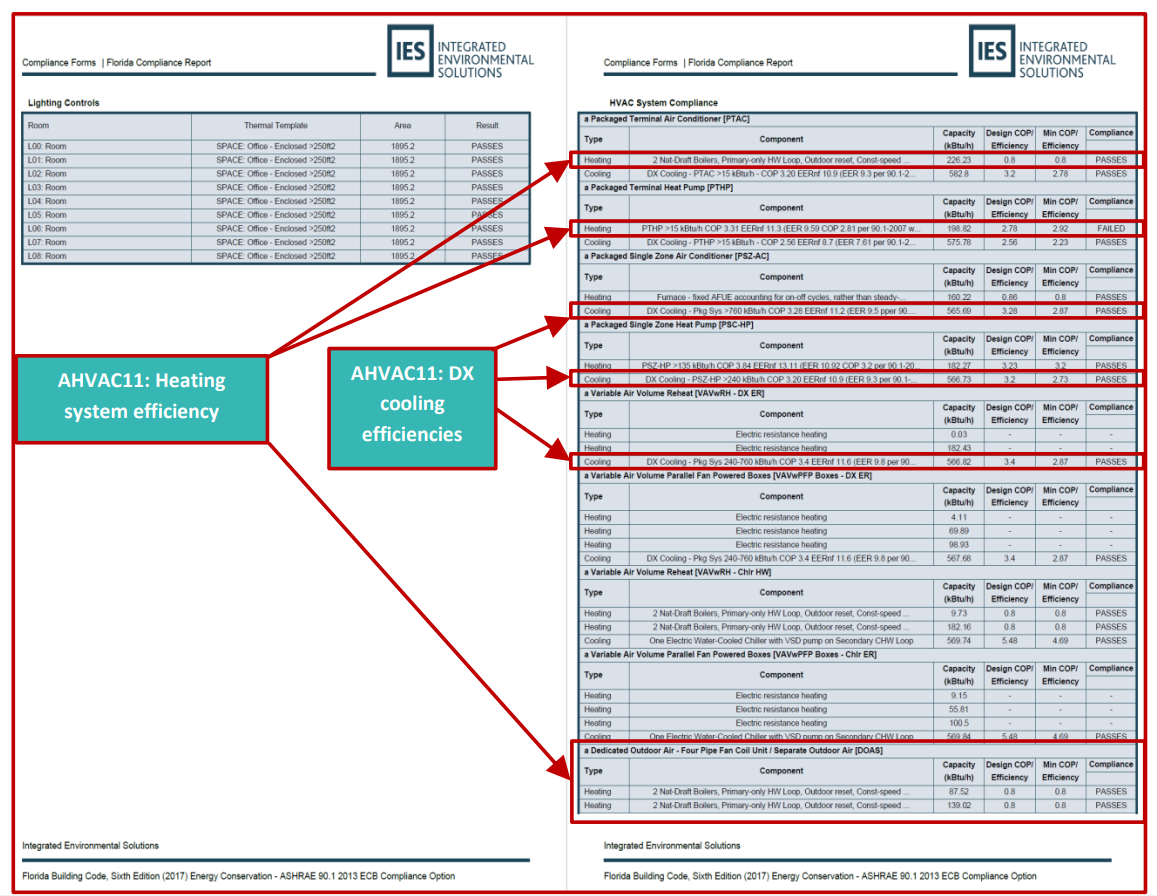 Compliance Forms | Florida Compliance Report
IES INTEGRATED
ENVIRONMENTAL
SOLUTIONS
Lighting Controls
Room Thermal Template Area Result
L00: Room SPACE: Office - Enclosed >250ft2 1895.2 PASSES
L01: Room SPACE: Office - Enclosed >250ft2 1895.2 PASSES
L02: Room SPACE: Office - Enclosed >250ft2 1895.2 PASSES
L03: Room SPACE: Office - Enclosed >250ft2 1895.2 PASSES
L04: Room SPACE: Office - Enclosed >250ft2 1895.2 PASSES
L05: Room SPACE: Office - Enclosed >250ft2 1895.2 PASSES
L06: Room SPACE: Office - Enclosed >250ft2 1895.2 PASSES
L07: Room SPACE: Office - Enclosed >250ft2 1895.2 PASSES
L08: Room SPACE: Office - Enclosed >250ft2 1895.2 PASSES
AHVAC11: Heating
system efficiency
AHVAC11: DX
cooling
efficiencies
Integrated Environmental Solutions
Florida Building Code, Sixth Edition (2017) Energy Conservation - ASHRAE 90.1 2013 ECB Compliance Option
Compliance Forms | Florida Compliance Report
IES INTEGRATED
ENVIRONMENTAL
SOLUTIONS
HVAC System Compliance
a Packaged Terminal Air Conditioner [PTAC]
Type Component Capacity (kBtu/h) Design COP/ Efficiency Min COP/ Efficiency Compliance
Heating 2 Nat-Draft Boilers, Primary-only HW Loop, Outdoor reset, Const-speed ... 226.23 0.8 0.8 PASSES
Cooling DX Cooling - PTAC >15 kBtu/h - COP 3.20 EERnf 10.9 (EER 9.3 per 90.1-2... 582.8 3.2 2.78 PASSES
a Packaged Terminal Heat Pump [PTHP]
Type Component Capacity (kBtu/h) Design COP/ Efficiency Min COP/ Efficiency Compliance
Heating PTHP >15 kBtu/h COP 3.31 EERnf 11.3 (EER 9.59 COP 2.81 per 90.1-2007 w... 198.82 2.78 2.92 FAILED
Cooling DX Cooling - PTHP >15 kBtu/h - COP 2.56 EERnf 8.7 (EER 7.61 per 90.1-2... 575.78 2.56 2.23 PASSES
a Packaged Single Zone Air Conditioner [PSZ-AC]
Type Component Capacity (kBtu/h) Design COP/ Efficiency Min COP/ Efficiency Compliance
Heating Furnace - fixed AFUE accounting for on-off cycles, rather than steady-... 160.22 0.86 0.8 PASSES
Cooling DX Cooling - Pkg Sys >760 kBtu/h COP 3.28 EERnf 11.2 (EER 9.5 pper 90.... 565.69 3.28 2.87 PASSES
a Packaged Single Zone Heat Pump [PSC-HP]
Type Component Capacity (kBtu/h) Design COP/ Efficiency Min COP/ Efficiency Compliance
Heating PSZ-HP >135 kBtu/h COP 3.84 EERnf 13.11 (EER 10.92 COP 3.2 per 90.1-20... 182.27 3.23 3.2 PASSES
Cooling DX Cooling - PSZ-HP >240 kBtu/h COP 3.20 EERnf 10.9 (EER 9.3 per 90.1-... 566.73 3.2 2.73 PASSES
a Variable Air Volume Reheat [VAVwRH - DX ER]
Type Component Capacity (kBtu/h) Design COP/ Efficiency Min COP/ Efficiency Compliance
Heating Electric resistance heating 0.03 - - -
Heating Electric resistance heating 182.43 - - -
Cooling DX Cooling - Pkg Sys 240-760 kBtu/h COP 3.4 EERnf 11.6 (EER 9.8 per 90... 566.82 3.4 2.87 PASSES
a Variable Air Volume Parallel Fan Powered Boxes [VAVwPFP Boxes - DX ER]
Type Component Capacity (kBtu/h) Design COP/ Efficiency Min COP/ Efficiency Compliance
Heating Electric resistance heating 4.11 - - -
Heating Electric resistance heating 69.89 - - -
Heating Electric resistance heating 98.93 - - -
Cooling DX Cooling - Pkg Sys 240-760 kBtu/h COP 3.4 EERnf 11.6 (EER 9.8 per 90... 567.68 3.4 2.87 PASSES
a Variable Air Volume Reheat [VAVwRH - Chlr HW]
Type Component Capacity (kBtu/h) Design COP/ Efficiency Min COP/ Efficiency Compliance
Heating 2 Nat-Draft Boilers, Primary-only HW Loop, Outdoor reset, Const-speed ... 9.73 0.8 0.8 PASSES
Heating 2 Nat-Draft Boilers, Primary-only HW Loop, Outdoor reset, Const-speed ... 182.16 0.8 0.8 PASSES
Cooling One Electric Water-Cooled Chiller with VSD pump on Secondary CHW Loop 569.74 5.48 4.69 PASSES
a Variable Air Volume Parallel Fan Powered Boxes [VAVwPFP Boxes - Chlr ER]
Type Component Capacity (kBtu/h) Design COP/ Efficiency Min COP/ Efficiency Compliance
Heating Electric resistance heating 9.15 - - -
Heating Electric resistance heating 55.81 - - -
Heating Electric resistance heating 100.5 - - -
Cooling One Electric Water-Cooled Chiller with VSD pump on Secondary CHW Loop 569.84 5.48 4.69 PASSES
a Dedicated Outdoor Air - Four Pipe Fan Coil Unit / Separate Outdoor Air [DOAS]
Type Component Capacity (kBtu/h) Design COP/ Efficiency Min COP/ Efficiency Compliance
Heating 2 Nat-Draft Boilers, Primary-only HW Loop, Outdoor reset, Const-speed ... 87.52 0.8 0.8 PASSES
Heating 2 Nat-Draft Boilers, Primary-only HW Loop, Outdoor reset, Const-speed ... 139.02 0.8 0.8 PASSES
Integrated Environmental Solutions
Florida Building Code, Sixth Edition (2017) Energy Conservation - ASHRAE 90.1 2013 ECB Compliance Option